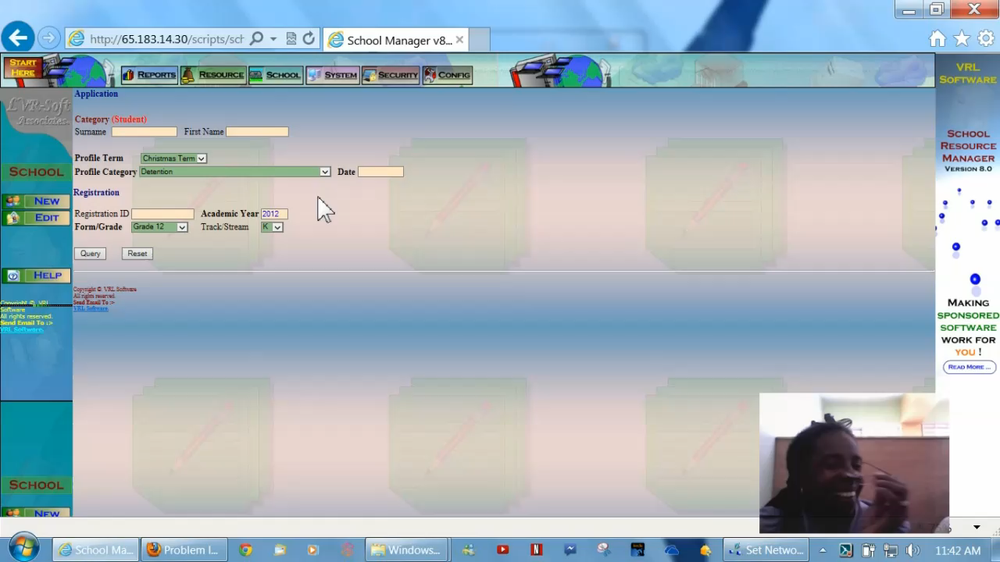 http://65.183.14.30/scripts/sch
School Manager v8...
START HERE
REPORTS
RESOURCE
SCHOOL
SYSTEM
SECURITY
CONFIG
VRL SOFTWARE
LVR-Soft
Associates.
Application
Category (Student)
Surname
First Name
Profile Term
Christmas Term
Profile Category
Detention
Date
Registration
Registration ID
Academic Year
2012
Form/Grade
Grade 12
Track/Stream
K
Query
Reset
SCHOOL
NEW
EDIT
HELP
Copyright ©, VRL
Software
All rights reserved.
Send Email To :>
VRL Software.
Copyright ©. VRL Software
All rights reserved.
Send Email To :>
VRL Software.
SCHOOL
RESOURCE
MANAGER
VERSION 8.0
MAKING
SPONSORED
SOFTWARE
WORK FOR
YOU !
READ MORE ...
SCHOOL
NEW
School Ma...
Problem l...
Windows...
Set Netwo...
11:42 AM